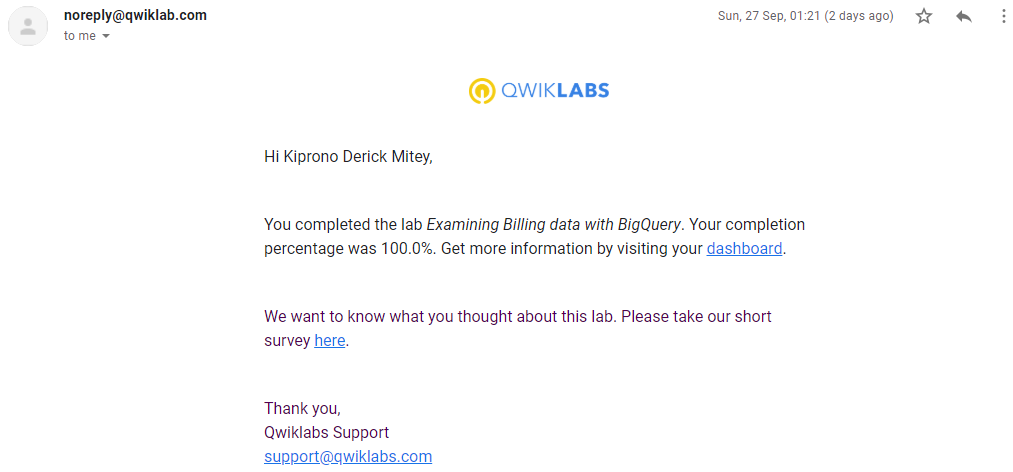 noreply@qwiklab.com
Sun, 27 Sep, 01:21 (2 days ago)
to me
QWIKLABS
Hi Kiprono Derick Mitey,
You completed the lab Examining Billing data with BigQuery. Your completion
percentage was 100.0%. Get more information by visiting your dashboard.
We want to know what you thought about this lab. Please take our short
survey here.
Thank you,
Qwiklabs Support
support@qwiklabs.com